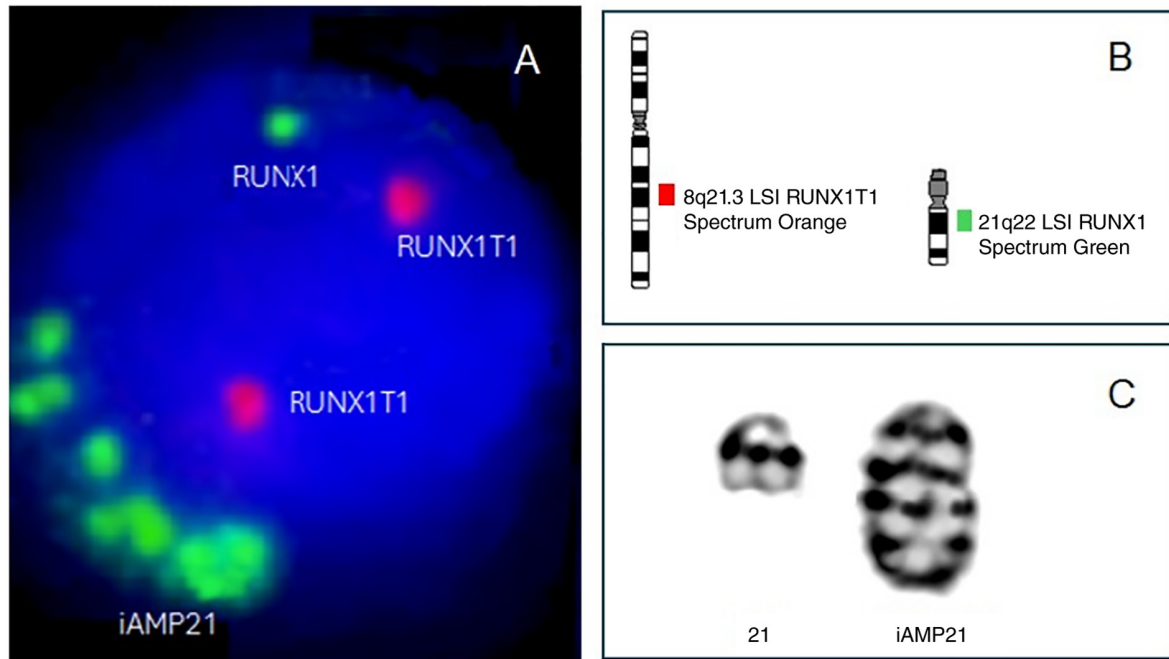 A
RUNX1
RUNX1T1
RUNX1T1
iAMP21
B
8q21.3 LSI RUNX1T1
Spectrum Orange
21q22 LSI RUNX1
Spectrum Green
C
21
iAMP21